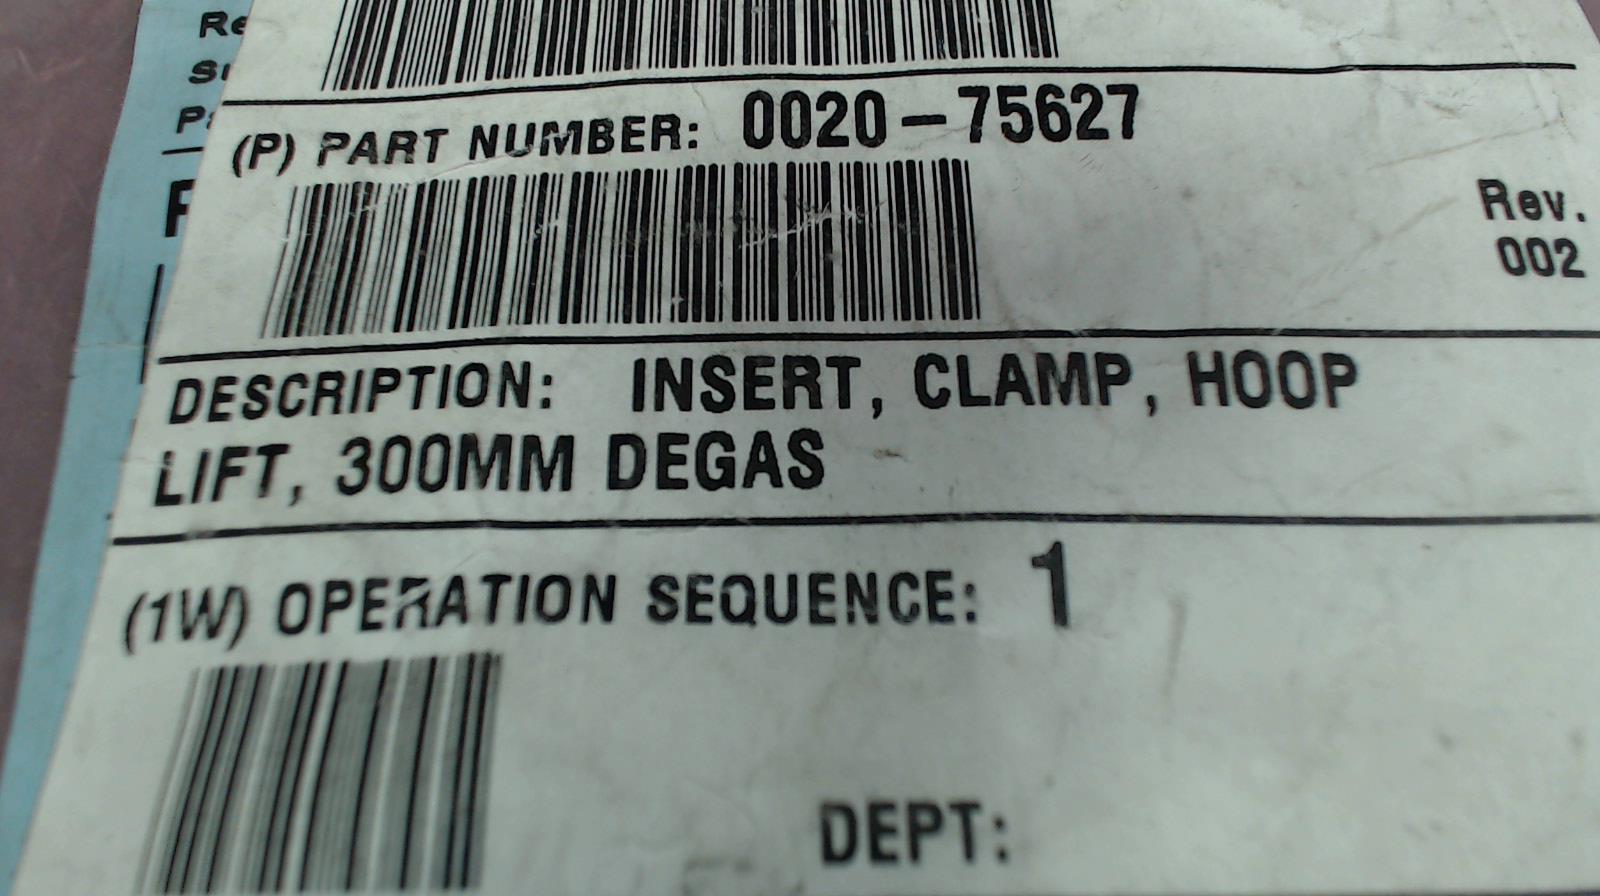 (P) PART NUMBER: 0020-75627
Rev.
002
DESCRIPTION: INSERT, CLAMP, HOOP
LIFT, 300MM DEGAS
(1W) OPERATION SEQUENCE: 1
DEPT: